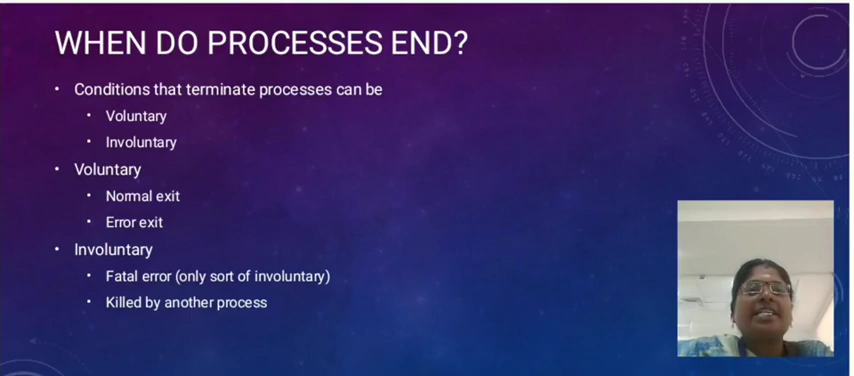 WHEN DO PROCESSES END?
• Conditions that terminate processes can be
• Voluntary
• Involuntary
• Voluntary
• Normal exit
• Error exit
• Involuntary
• Fatal error (only sort of involuntary)
• Killed by another process